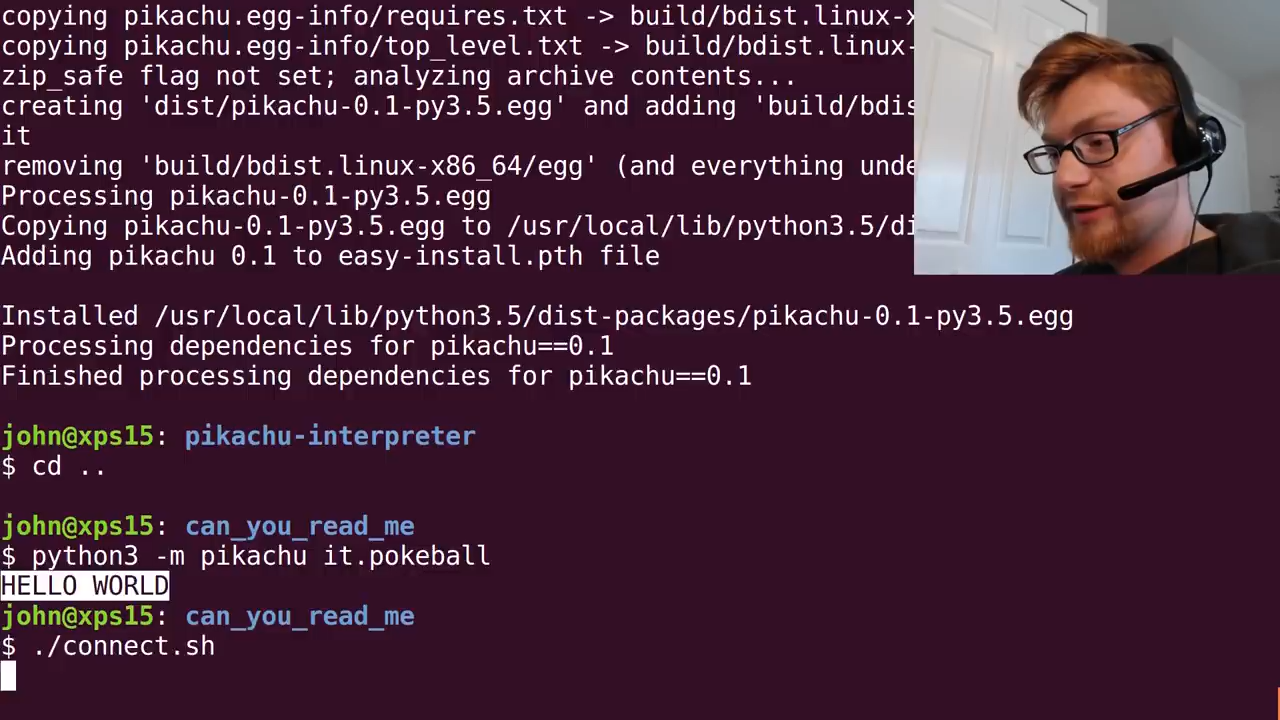 copying pikachu.egg-info/requires.txt -> build/bdist.linux-x
copying pikachu.egg-info/top_level.txt -> build/bdist.linux-
zip_safe flag not set; analyzing archive contents...
creating 'dist/pikachu-0.1-py3.5.egg' and adding 'build/bdis
it
removing 'build/bdist.linux-x86_64/egg' (and everything unde
Processing pikachu-0.1-py3.5.egg
Copying pikachu-0.1-py3.5.egg to /usr/local/lib/python3.5/di
Adding pikachu 0.1 to easy-install.pth file
Installed /usr/local/lib/python3.5/dist-packages/pikachu-0.1-py3.5.egg
Processing dependencies for pikachu==0.1
Finished processing dependencies for pikachu==0.1
john@xps15: pikachu-interpreter
$ cd ..
john@xps15: can_you_read_me
$ python3 -m pikachu it.pokeball
HELLO WORLD
john@xps15: can_you_read_me
$ ./connect.sh